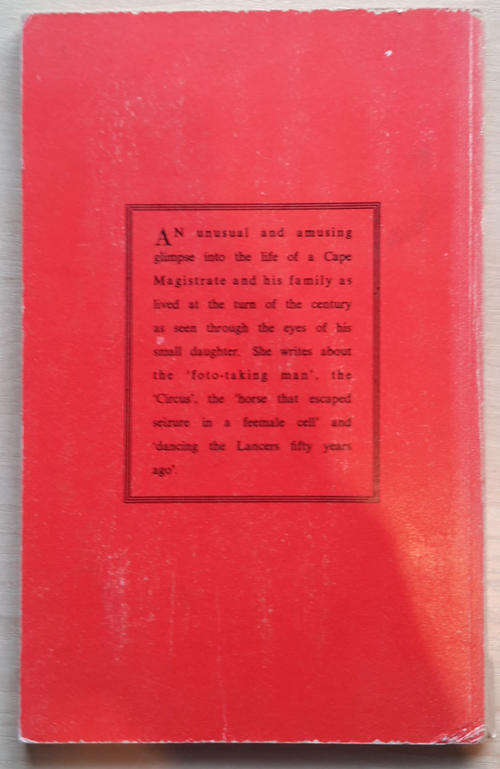 AN unusual and amusing
glimpse into the life of a Cape
Magistrate and his family as
lived at the turn of the century
as seen through the eyes of his
small daughter. She writes about
the 'foto-taking man', the
'Circus', the 'horse that escaped
seizure in a feemale cell' and
'dancing the Lancers fifty years
ago'.